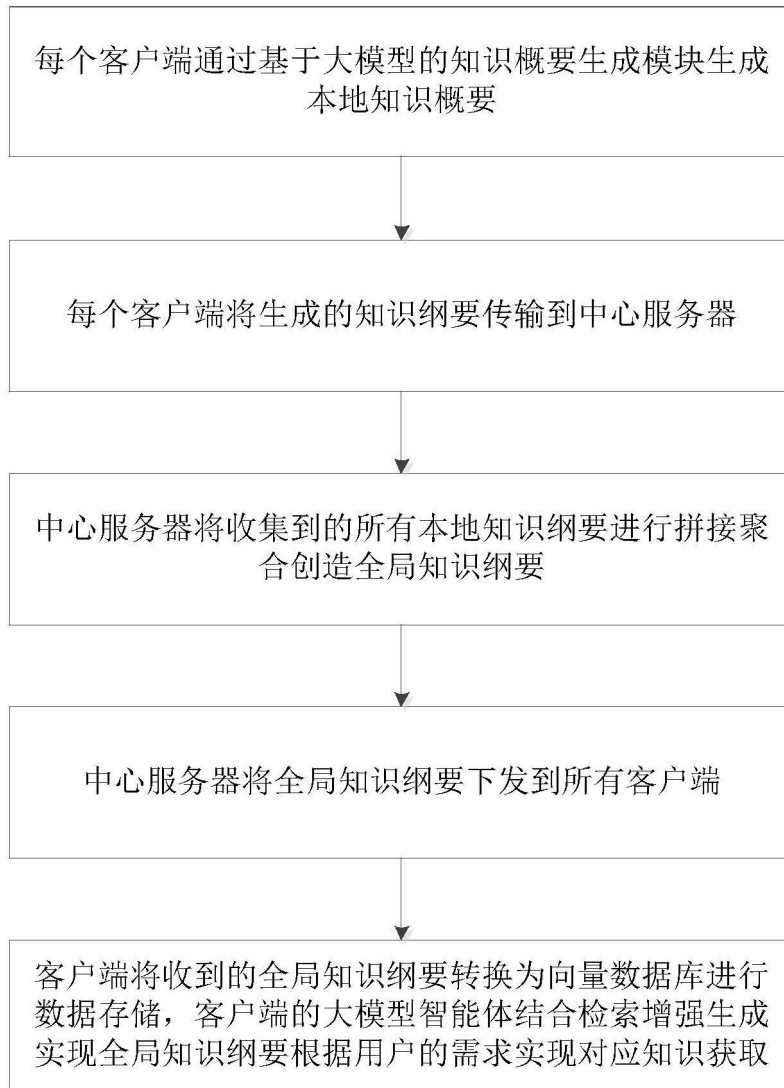 每个客户端通过基于大模型的知识概要生成模块生成
本地知识概要
每个客户端将生成的知识纲要传输到中心服务器
中心服务器将收集到的所有本地知识纲要进行拼接聚
合创造全局知识纲要
中心服务器将全局知识纲要下发到所有客户端
客户端将收到的全局知识纲要转换为向量数据库进行
数据存储，客户端的大模型智能体结合检索增强生成
实现全局知识纲要根据用户的需求实现对应知识获取